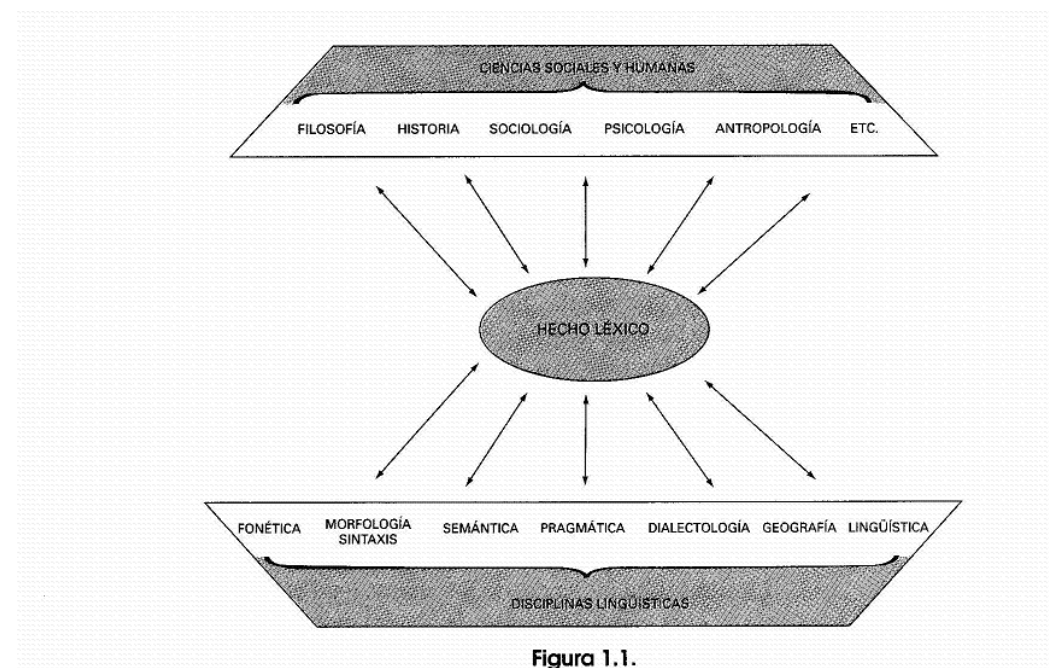 CIENCIAS SOCIALES Y HUMANAS
FILOSOFÍA HISTORIA SOCIOLOGÍA PSICOLOGÍA ANTROPOLOGÍA ETC.
HECHO LÉXICO
FONÉTICA MORFOLOGÍA SINTAXIS SEMÁNTICA PRAGMÁTICA DIALECTOLOGÍA GEOGRAFÍA LINGÜÍSTICA
DISCIPLINAS LINGÜÍSTICAS
Figura 1.1.